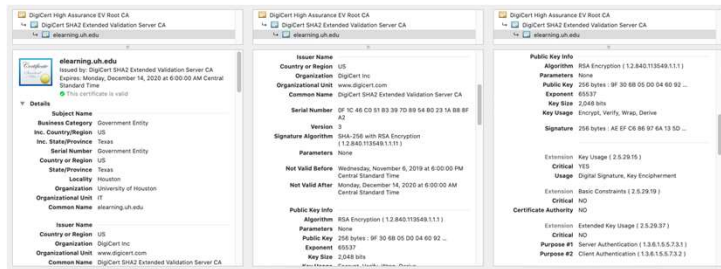 DigiCert High Assurance EV Root CA
DigiCert SHA2 Extended Validation Server CA
elearning.uh.edu
Certificate
elearning.uh.edu
Issued by: DigiCert SHA2 Extended Validation Server CA
Expires: Monday, December 14, 2020 at 6:00:00 AM Central
Standard Time
This certificate is valid
Details
Subject Name
Business Category Government Entity
Inc. Country/Region US
Inc. State/Province Texas
Serial Number Government Entity
Country or Region US
State/Province Texas
Locality Houston
Organization University of Houston
Organizational Unit IT
Common Name elearning.uh.edu
Issuer Name
Country or Region US
Organization DigiCert Inc
Organizational Unit www.digicert.com
Common Name DigiCert SHA2 Extended Validation Server CA
DigiCert High Assurance EV Root CA
DigiCert SHA2 Extended Validation Server CA
elearning.uh.edu
Issuer Name
Country or Region US
Organization DigiCert Inc
Organizational Unit www.digicert.com
Common Name DigiCert SHA2 Extended Validation Server CA
Serial Number 0F 1C 46 C0 51 83 39 7D 89 54 B0 23 1A B8 8F
A2
Version 3
Signature Algorithm SHA-256 with RSA Encryption
( 1.2.840.113549.1.1.11 )
Parameters None
Not Valid Before Wednesday, November 6, 2019 at 6:00:00 PM
Central Standard Time
Not Valid After Monday, December 14, 2020 at 6:00:00 AM
Central Standard Time
Public Key Info
Algorithm RSA Encryption ( 1.2.840.113549.1.1.1 )
Parameters None
Public Key 256 bytes : 9F 30 6B 05 D0 04 60 92 ...
Exponent 65537
Key Size 2,048 bits
Key Usage Encrypt, Verify, Wrap, Derive
DigiCert High Assurance EV Root CA
DigiCert SHA2 Extended Validation Server CA
elearning.uh.edu
Public Key Info
Algorithm RSA Encryption ( 1.2.840.113549.1.1.1 )
Parameters None
Public Key 256 bytes : 9F 30 6B 05 D0 04 60 92 ...
Exponent 65537
Key Size 2,048 bits
Key Usage Encrypt, Verify, Wrap, Derive
Signature 256 bytes : AE EF C6 86 97 6A 13 5D ...
Extension Key Usage ( 2.5.29.15 )
Critical YES
Usage Digital Signature, Key Encipherment
Extension Basic Constraints ( 2.5.29.19 )
Critical NO
Certificate Authority NO
Extension Extended Key Usage ( 2.5.29.37 )
Critical NO
Purpose #1 Server Authentication ( 1.3.6.1.5.5.7.3.1 )
Purpose #2 Client Authentication ( 1.3.6.1.5.5.7.3.2 )